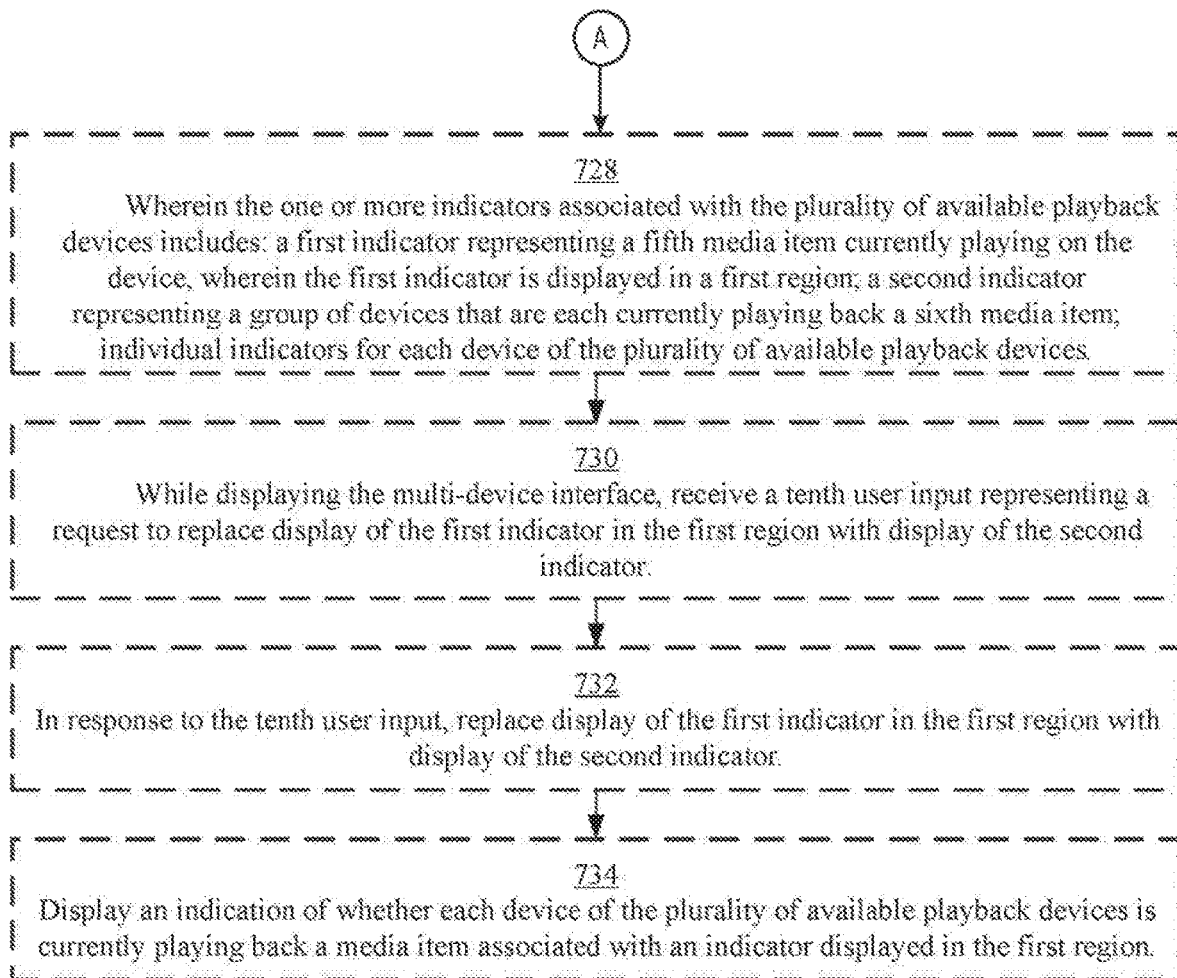 A
728
Wherein the one or more indicators associated with the plurality of available playback
devices includes: a first indicator representing a fifth media item currently playing on the
device, wherein the first indicator is displayed in a first region; a second indicator
representing a group of devices that are each currently playing back a sixth media item;
individual indicators for each device of the plurality of available playback devices.
730
While displaying the multi-device interface, receive a tenth user input representing a
request to replace display of the first indicator in the first region with display of the second
indicator.
732
In response to the tenth user input, replace display of the first indicator in the first region with
display of the second indicator.
734
Display an indication of whether each device of the plurality of available playback devices is
currently playing back a media item associated with an indicator displayed in the first region.